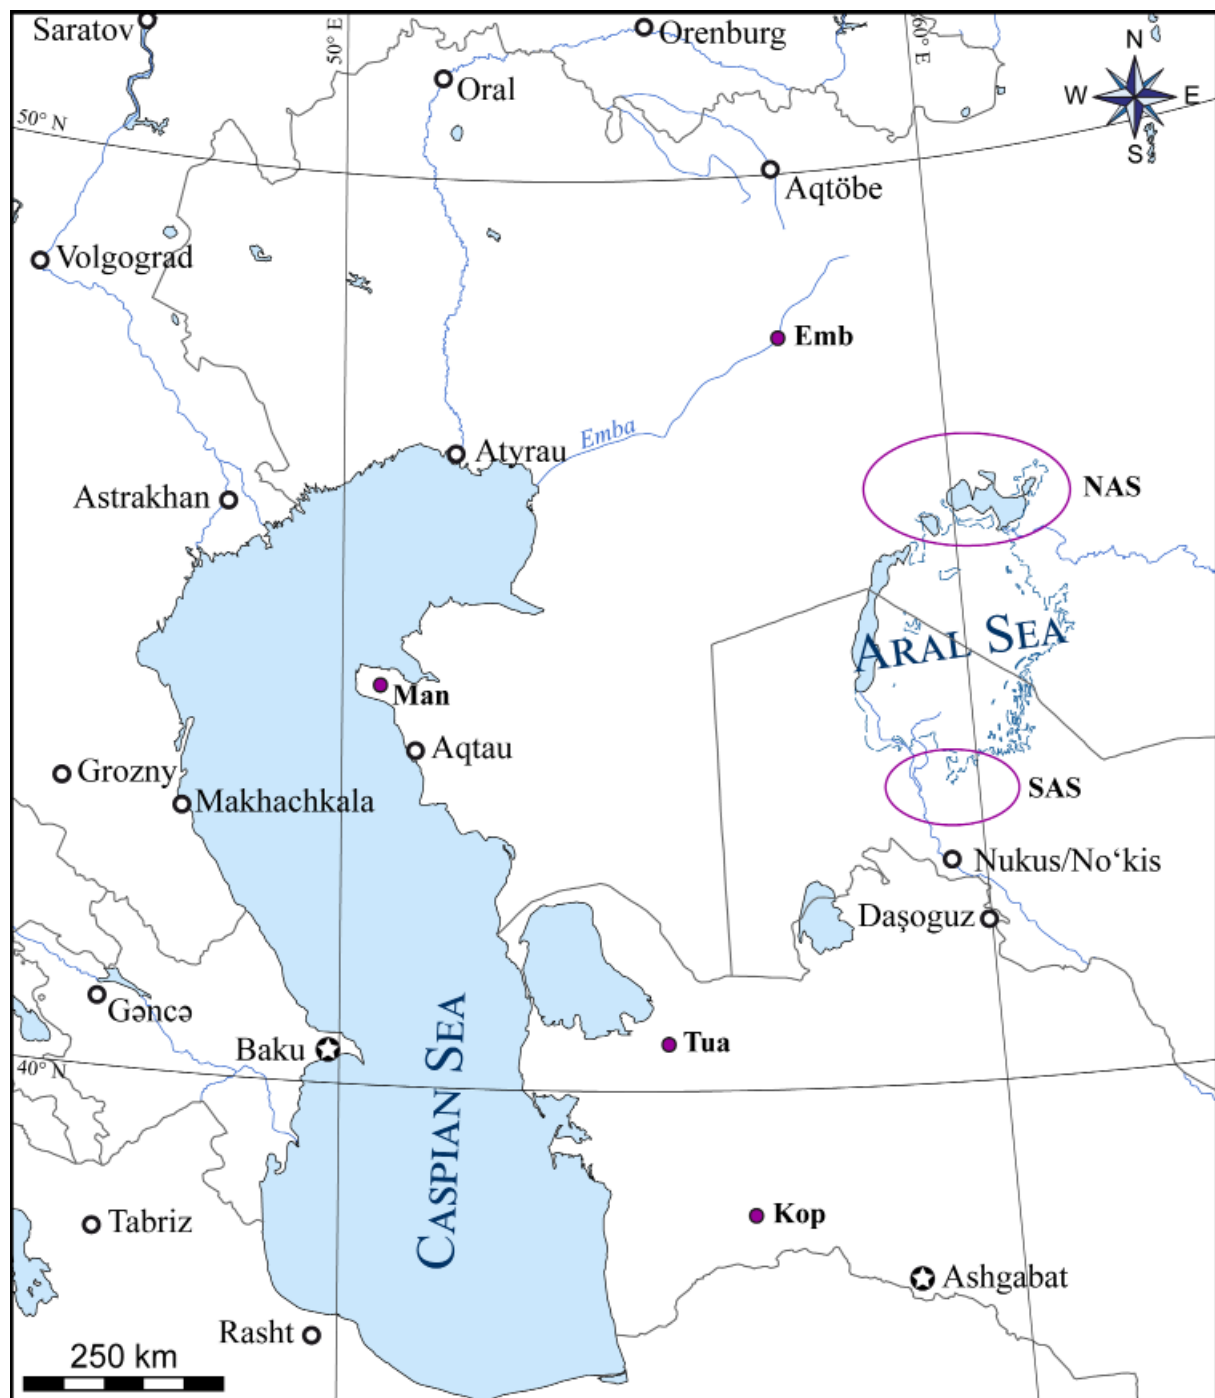 Saratov
50° E
Orenburg
60° E
N
W
E
S
Oral
50° N
Aqtöbe
Volgograd
Emb
Emba
Atyrau
Astrakhan
NAS
ARAL SEA
Man
Aqtau
Grozny
Makhachkala
SAS
Nukus/No‘kis
Daşoguz
Gəncə
Baku
CASPIAN SEA
Tua
40° N
Tabriz
Kop
Ashgabat
Rasht
250 km